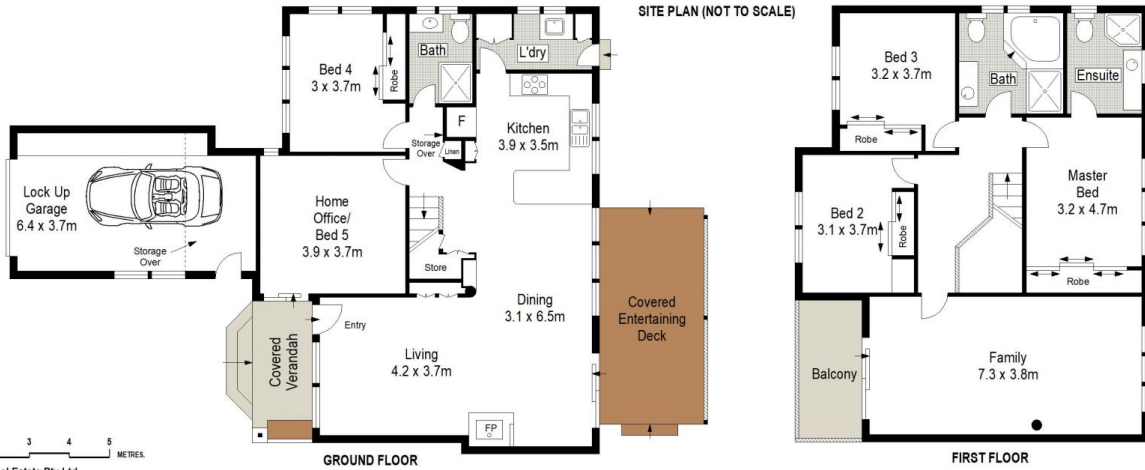 SITE PLAN (NOT TO SCALE)
Bed 4
3 x 3.7m
Robe
Bath
L'dry
F
Kitchen
3.9 x 3.5m
Storage
Over
Linen
Lock Up
Garage
6.4 x 3.7m
Storage
Over
Home
Office/
Bed 5
3.9 x 3.7m
Store
Dining
3.1 x 6.5m
Covered
Entertaining
Deck
Covered
Verandah
Entry
Living
4.2 x 3.7m
FP
3 4 5
METRES.
GROUND FLOOR
Bed 3
3.2 x 3.7m
Robe
Bath
Ensuite
Bed 2
3.1 x 3.7m
Robe
Master
Bed
3.2 x 4.7m
Robe
Balcony
Family
7.3 x 3.8m
FIRST FLOOR